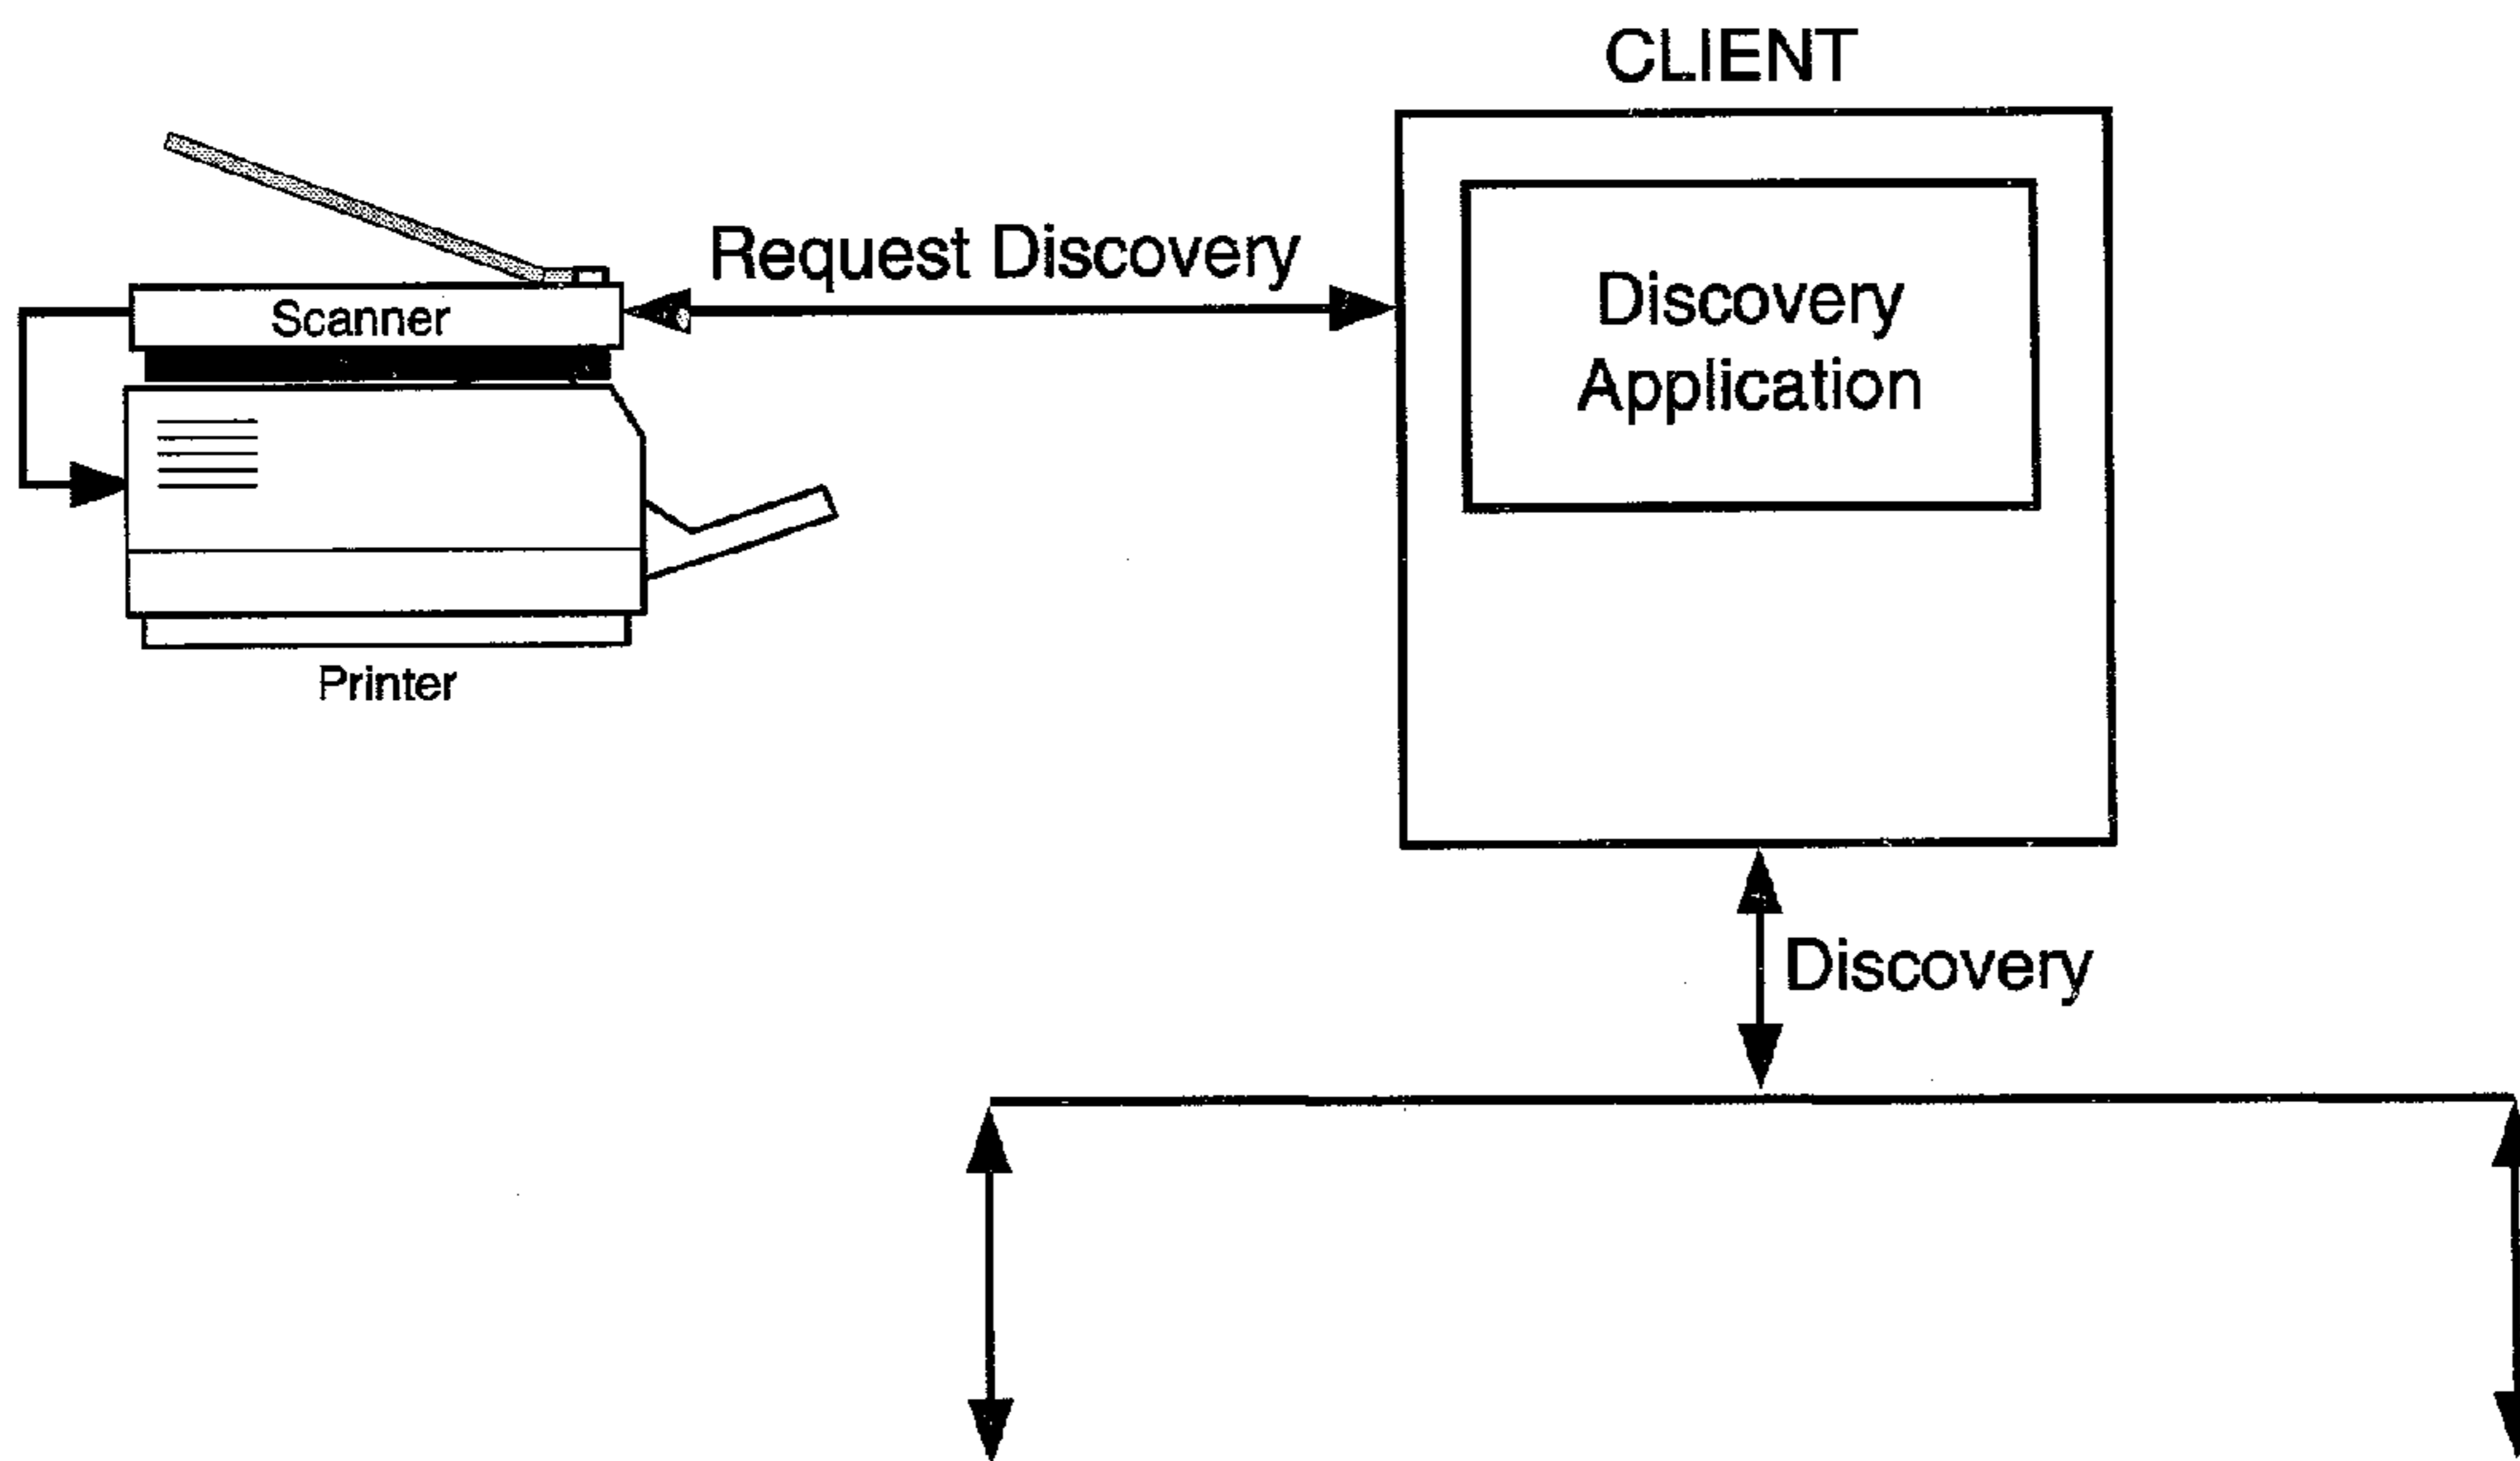 CLIENT
Request Discovery
Scanner
Discovery
Application
Printer
Discovery